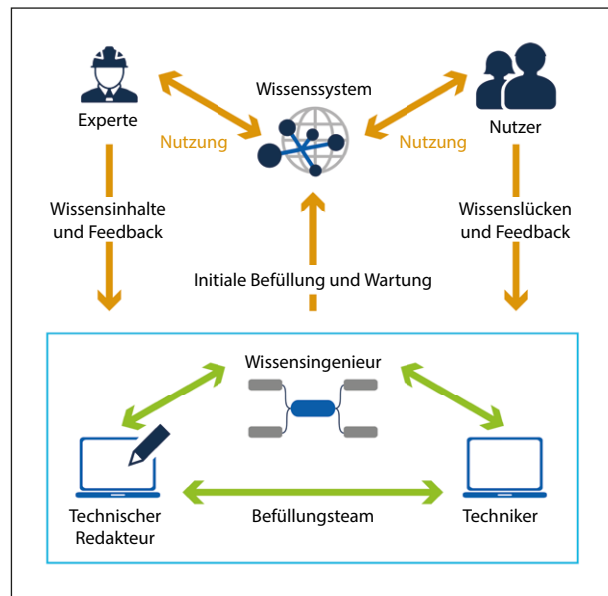 Wissenssystem
Experte
Nutzer
Nutzung
Nutzung
Wissensinhalte
und Feedback
Wissenslücken
und Feedback
Initiale Befüllung und Wartung
Wissensingenieur
Technischer
Redakteur
Befüllungsteam
Techniker